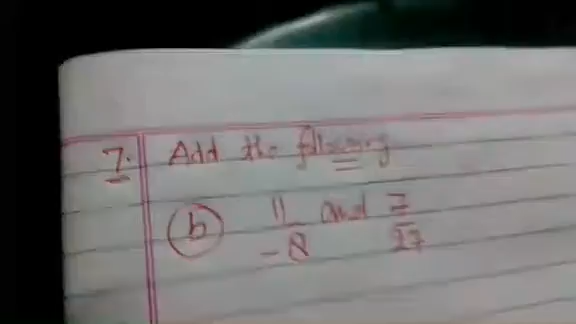 7. Add the following
(b) 11/-8 and 7/27